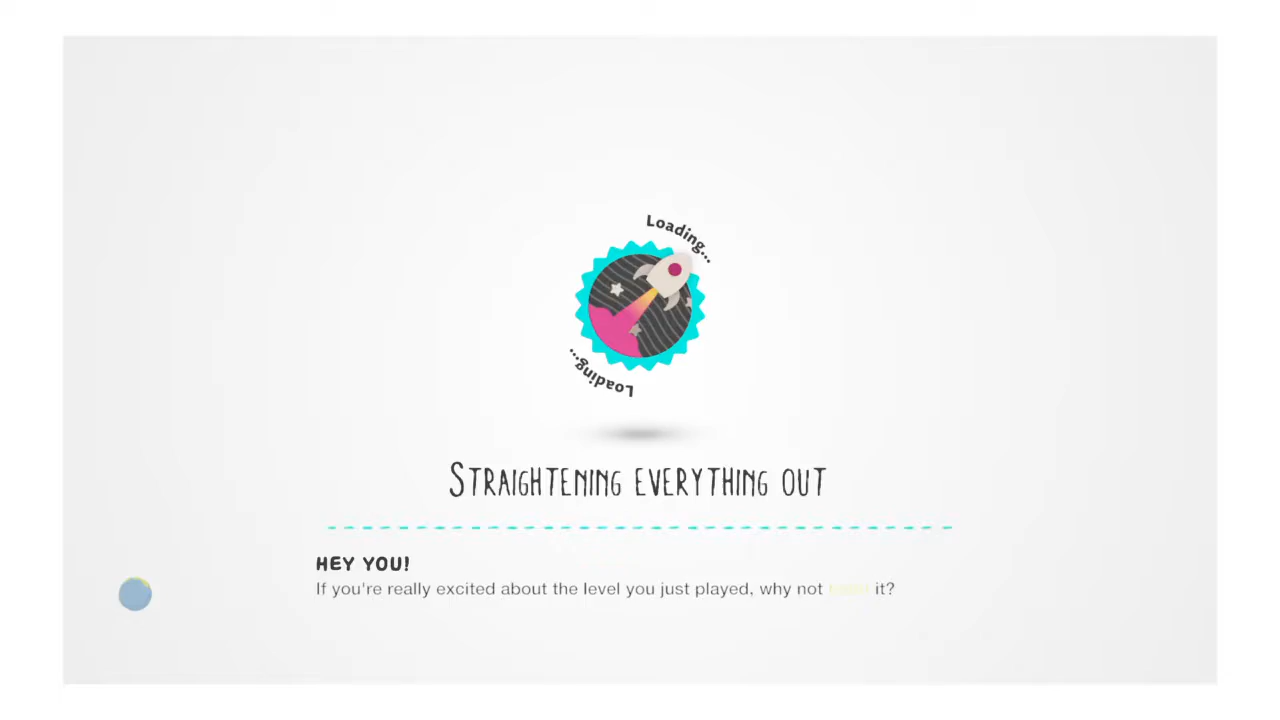 Loading...
Loading...
STRAIGHTENING EVERYTHING OUT
HEY YOU!
If you're really excited about the level you just played, why not it?